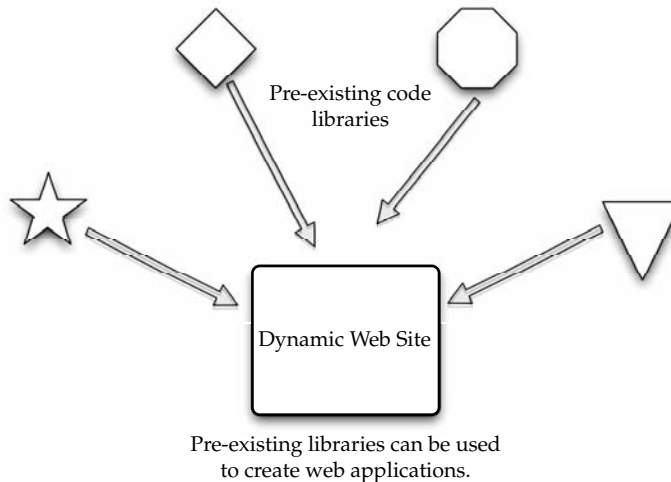 Pre-existing code
libraries
Dynamic Web Site
Pre-existing libraries can be used
to create web applications.